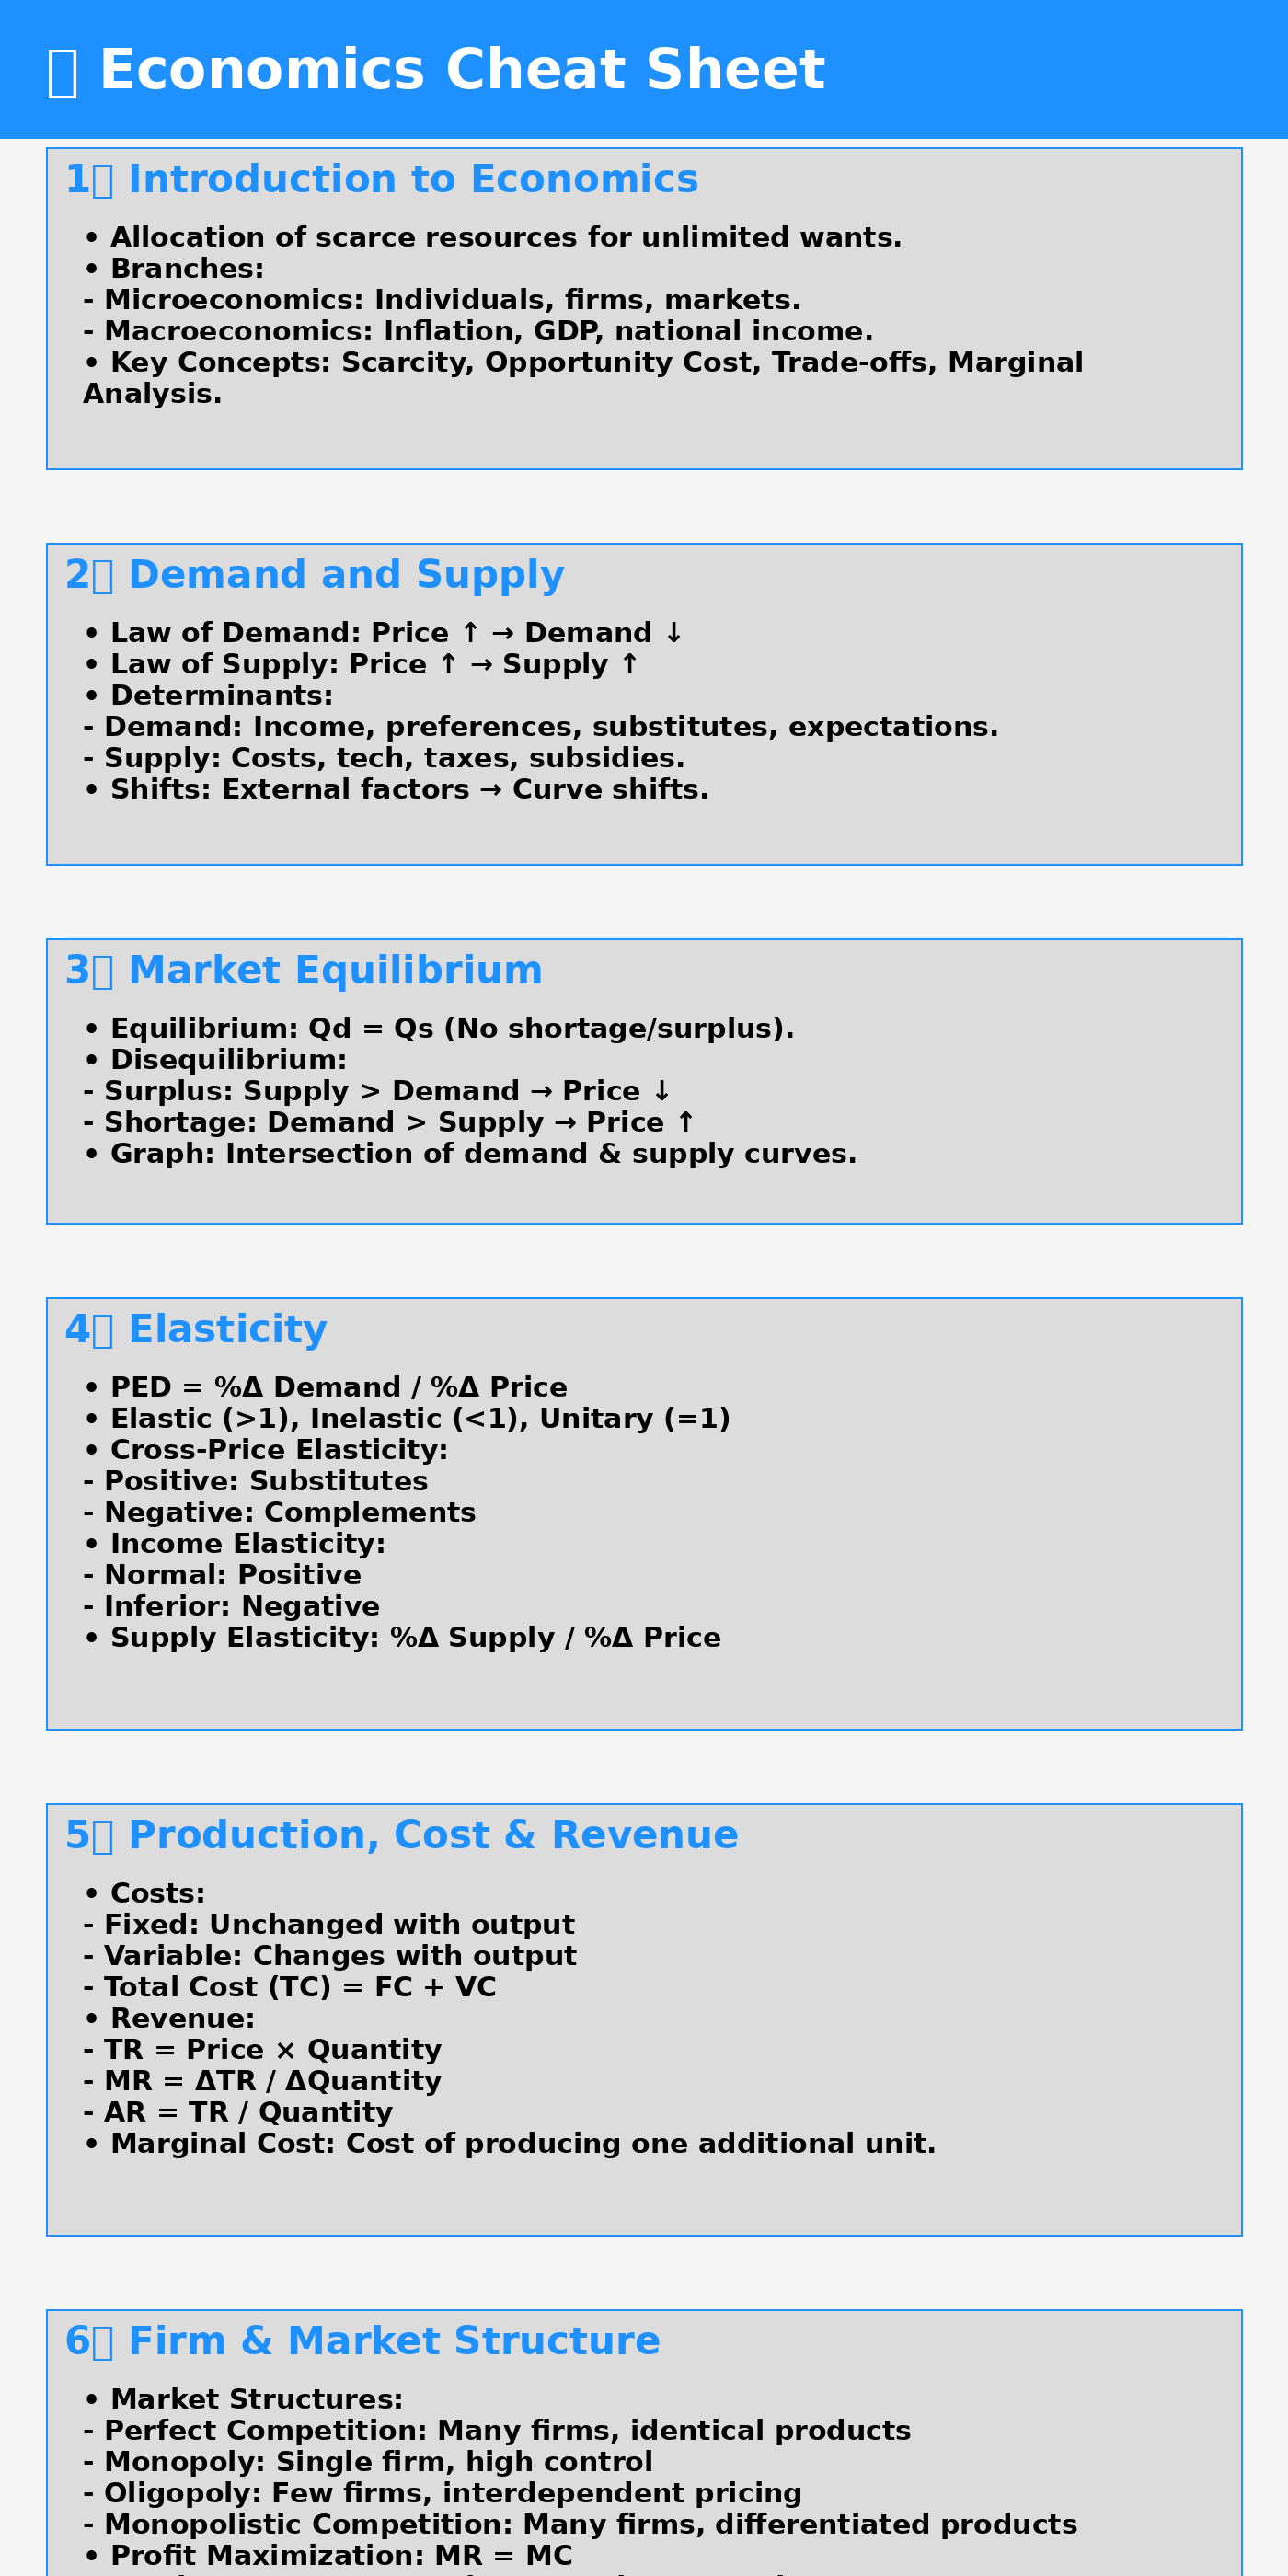 Economics Cheat Sheet
1 Introduction to Economics
• Allocation of scarce resources for unlimited wants.
• Branches:
- Microeconomics: Individuals, firms, markets.
- Macroeconomics: Inflation, GDP, national income.
• Key Concepts: Scarcity, Opportunity Cost, Trade-offs, Marginal
Analysis.
2 Demand and Supply
• Law of Demand: Price ↑ → Demand ↓
• Law of Supply: Price ↑ → Supply ↑
• Determinants:
- Demand: Income, preferences, substitutes, expectations.
- Supply: Costs, tech, taxes, subsidies.
• Shifts: External factors → Curve shifts.
3 Market Equilibrium
• Equilibrium: Qd = Qs (No shortage/surplus).
• Disequilibrium:
- Surplus: Supply > Demand → Price ↓
- Shortage: Demand > Supply → Price ↑
• Graph: Intersection of demand & supply curves.
4 Elasticity
• PED = %Δ Demand / %Δ Price
• Elastic (>1), Inelastic (<1), Unitary (=1)
• Cross-Price Elasticity:
- Positive: Substitutes
- Negative: Complements
• Income Elasticity:
- Normal: Positive
- Inferior: Negative
• Supply Elasticity: %Δ Supply / %Δ Price
5 Production, Cost & Revenue
• Costs:
- Fixed: Unchanged with output
- Variable: Changes with output
- Total Cost (TC) = FC + VC
• Revenue:
- TR = Price × Quantity
- MR = ΔTR / ΔQuantity
- AR = TR / Quantity
• Marginal Cost: Cost of producing one additional unit.
6 Firm & Market Structure
• Market Structures:
- Perfect Competition: Many firms, identical products
- Monopoly: Single firm, high control
- Oligopoly: Few firms, interdependent pricing
- Monopolistic Competition: Many firms, differentiated products
• Profit Maximization: MR = MC